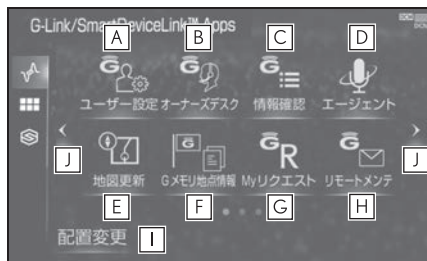 G-Link/SmartDeviceLink™ Apps
A B C D
ユーザー設定 オーナーズデスク 情報確認 エージェント
J J
地図更新 Gメモリ地点情報 Myリクエスト リモートメンテ
E F G H
配置変更 I